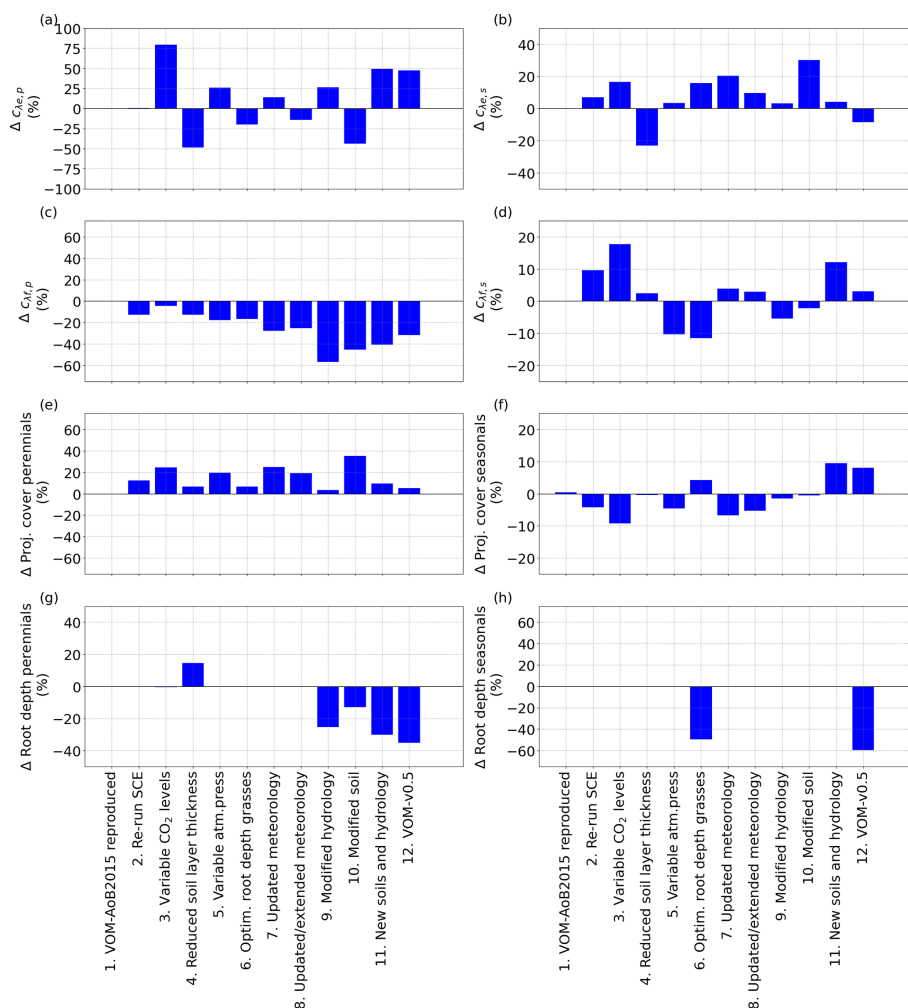 (a)
100
75
50
25
0
−25
−50
−75
−100
Δ cλe,p
(%)
(b)
40
20
0
−20
−40
Δ cλe,s
(%)
(c)
60
40
20
0
−20
−40
−60
Δ cλf,p
(%)
(d)
20
10
0
−10
−20
Δ cλf,s
(%)
(e)
60
40
20
0
−20
−40
−60
Δ Proj. cover perennials
(%)
(f)
20
10
0
−10
−20
Δ Proj. cover seasonals
(%)
(g)
40
20
0
−20
−40
Δ Root depth perennials
(%)
(h)
60
40
20
0
−20
−40
−60
Δ Root depth seasonals
(%)
1. VOM-AoB2015 reproduced
2. Re-run SCE
3. Variable CO₂ levels
4. Reduced soil layer thickness
5. Variable atm.press
6. Optim. root depth grasses
7. Updated meteorology
8. Updated/extended meteorology
9. Modified hydrology
10. Modified soil
11. New soils and hydrology
12. VOM-v0.5
1. VOM-AoB2015 reproduced
2. Re-run SCE
3. Variable CO₂ levels
4. Reduced soil layer thickness
5. Variable atm.press
6. Optim. root depth grasses
7. Updated meteorology
8. Updated/extended meteorology
9. Modified hydrology
10. Modified soil
11. New soils and hydrology
12. VOM-v0.5